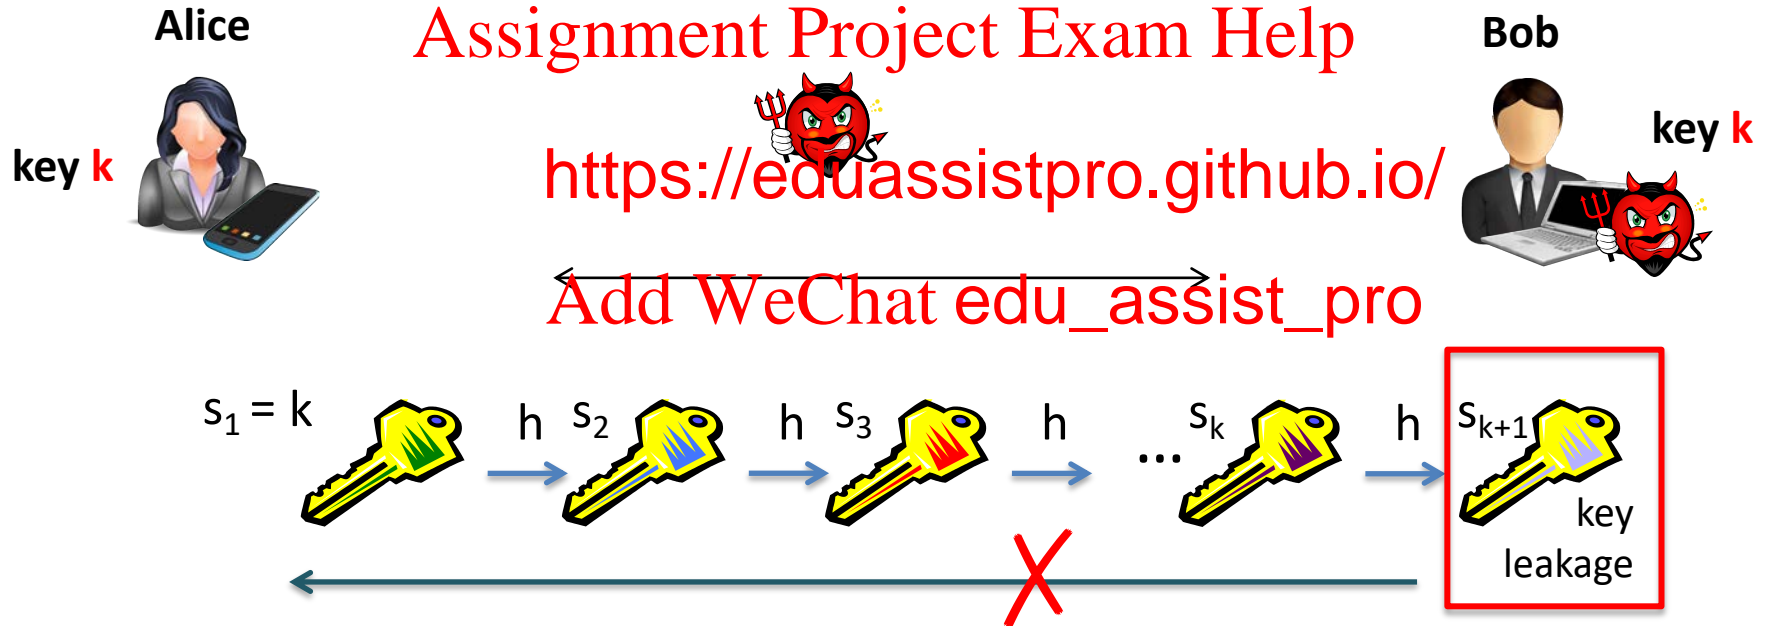 Alice
Assignment Project Exam Help
Bob
key k
https://eduassistpro.github.io/
key k
Add WeChat edu_assist_pro
s₁ = k
h
s₂
h
s₃
h
...
sₖ
h
sₖ₊₁
key
leakage